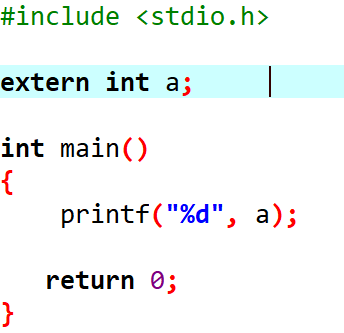 #include <stdio.h>
extern int a;
int main()
{
    printf("%d", a);
   return 0;
}